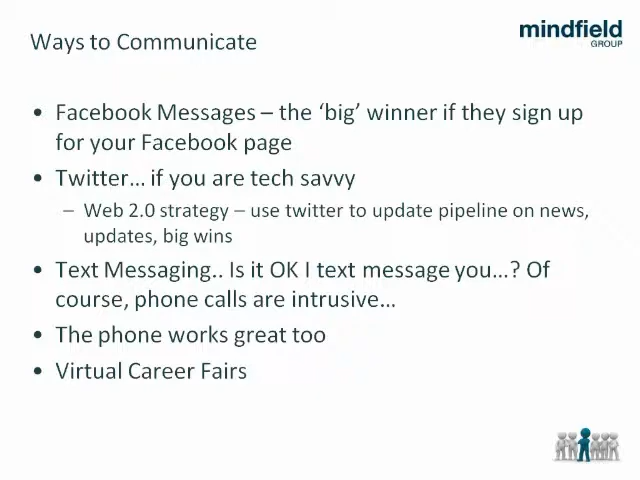 Ways to Communicate
mindfield
GROUP
• Facebook Messages – the ‘big’ winner if they sign up
for your Facebook page
• Twitter… if you are tech savvy
– Web 2.0 strategy – use twitter to update pipeline on news,
updates, big wins
• Text Messaging.. Is it OK I text message you…? Of
course, phone calls are intrusive…
• The phone works great too
• Virtual Career Fairs